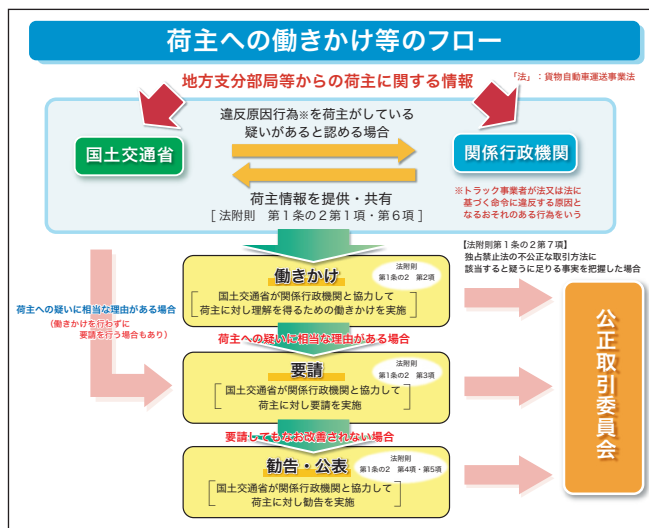 荷主への働きかけ等のフロー
地方支分部局等からの荷主に関する情報
「法」：貨物自動車運送事業法
違反原因行為※を荷主がしている
疑いがあると認める場合
国土交通省
関係行政機関
荷主情報を提供・共有
[ 法附則　第１条の２第１項・第６項 ]
※トラック事業者が法又は法に
基づく命令に違反する原因と
なるおそれのある行為をいう
【法附則第１条の２第７項】
独占禁止法の不公正な取引方法に
該当すると疑うに足りる事実を把握した場合
働きかけ
法附則
第1条の2　第2項
国土交通省が関係行政機関と協力して
荷主に対し理解を得るための働きかけを実施
荷主への疑いに相当な理由がある場合
（働きかけを行わずに
要請を行う場合もあり）
荷主への疑いに相当な理由がある場合
要請
法附則
第1条の2　第3項
国土交通省が関係行政機関と協力して
荷主に対し要請を実施
要請してもなお改善されない場合
勧告・公表
法附則
第1条の2　第4項・第5項
国土交通省が関係行政機関と協力して
荷主に対し勧告を実施
公正取引委員会